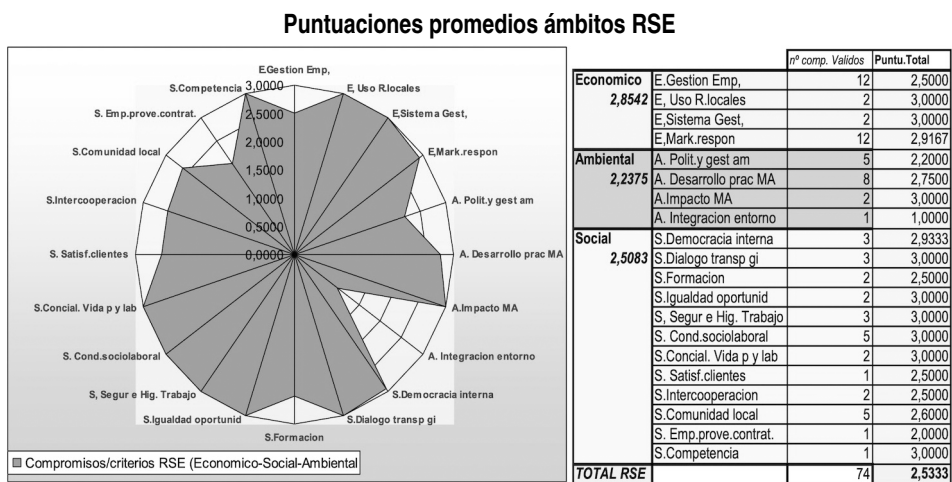 Puntuaciones promedios ámbitos RSE
E.Gestion Emp,
E, Uso R.locales
E,Sistema Gest,
E,Mark.respon
A. Polit.y gest am
A. Desarrollo prac MA
A.Impacto MA
A. Integracion entorno
S.Democracia interna
S.Dialogo transp gi
S.Formacion
S.Igualdad oportunid
S, Segur e Hig. Trabajo
S. Cond.sociolaboral
S.Concial. Vida p y lab
S. Satisf.clientes
S.Intercooperacion
S.Comunidad local
S. Emp.prove.contrat.
S.Competencia
3,0000
2,5000
2,0000
1,5000
1,0000
0,5000
0,0000
Compromisos/criterios RSE (Economico-Social-Ambiental
nº comp. Validos Puntu.Total
Economico E.Gestion Emp, 12 2,5000
2,8542 E, Uso R.locales 2 3,0000
E,Sistema Gest, 2 3,0000
E,Mark.respon 12 2,9167
Ambiental A. Polit.y gest am 5 2,2000
2,2375 A. Desarrollo prac MA 8 2,7500
A.Impacto MA 2 3,0000
A. Integracion entorno 1 1,0000
Social S.Democracia interna 3 2,9333
2,5083 S.Dialogo transp gi 3 3,0000
S.Formacion 2 2,5000
S.Igualdad oportunid 2 3,0000
S, Segur e Hig. Trabajo 3 3,0000
S. Cond.sociolaboral 5 3,0000
S.Concial. Vida p y lab 2 3,0000
S. Satisf.clientes 1 2,5000
S.Intercooperacion 2 2,5000
S.Comunidad local 5 2,6000
S. Emp.prove.contrat. 1 2,0000
S.Competencia 1 3,0000
TOTAL RSE 74 2,5333